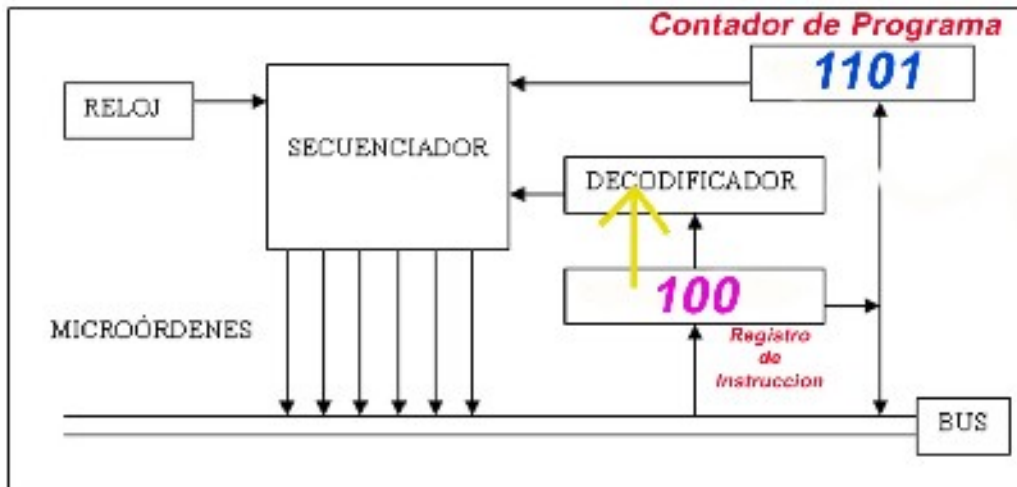 Contador de Programa
1101
RELOJ
SECUENCIADOR
DECODIFICADOR
100
MICROÓRDENES
Registro
de
Instruccion
BUS